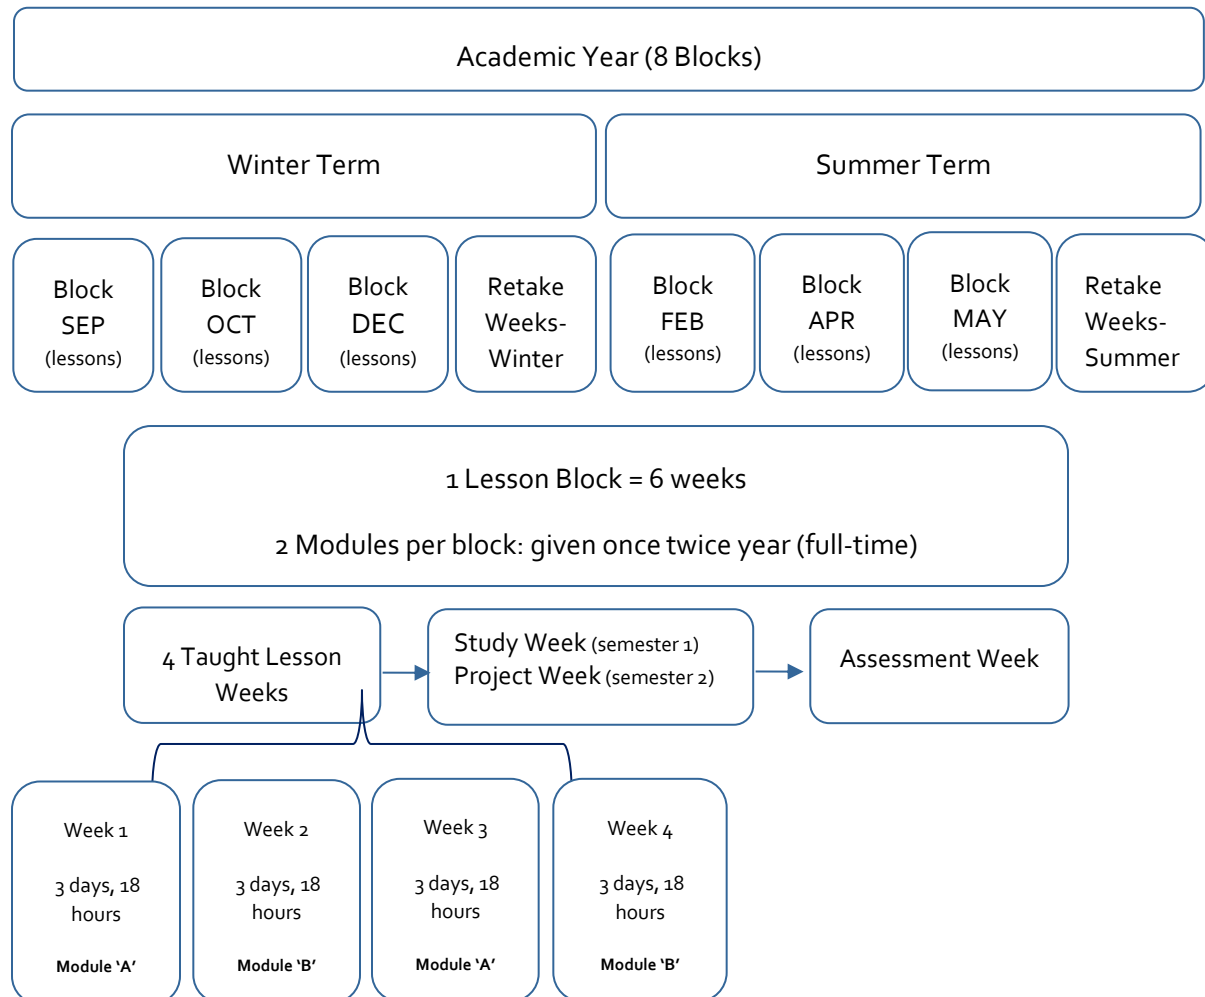 Academic Year (8 Blocks)
Winter Term
Summer Term
Block
SEP
(lessons)
Block
OCT
(lessons)
Block
DEC
(lessons)
Retake
Weeks-
Winter
Block
FEB
(lessons)
Block
APR
(lessons)
Block
MAY
(lessons)
Retake
Weeks-
Summer
1 Lesson Block = 6 weeks
2 Modules per block: given once twice year (full-time)
4 Taught Lesson
Weeks
Study Week (semester 1)
Project Week (semester 2)
Assessment Week
Week 1
3 days, 18
hours
Module ‘A’
Week 2
3 days, 18
hours
Module ‘B’
Week 3
3 days, 18
hours
Module ‘A’
Week 4
3 days, 18
hours
Module ‘B’